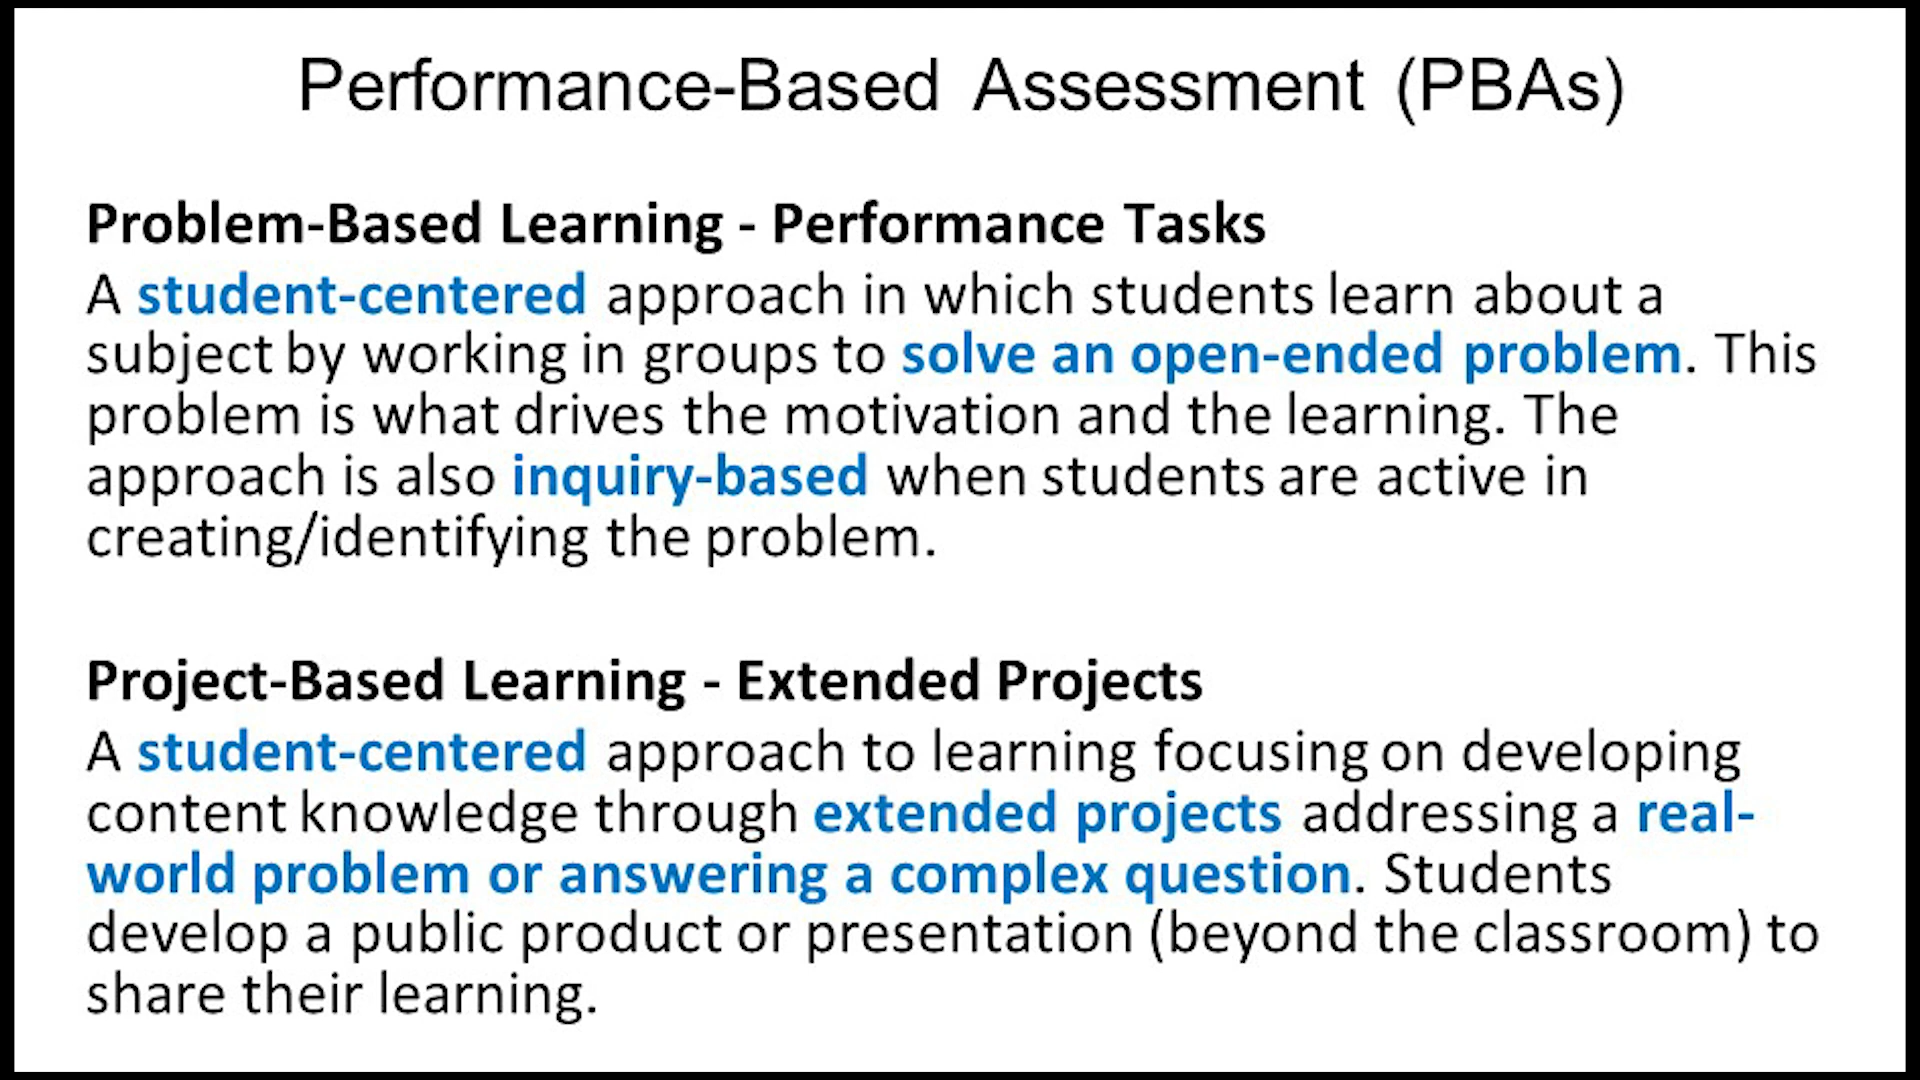 Performance-Based Assessment (PBAs)
Problem-Based Learning - Performance Tasks
A student-centered approach in which students learn about a
subject by working in groups to solve an open-ended problem. This
problem is what drives the motivation and the learning. The
approach is also inquiry-based when students are active in
creating/identifying the problem.
Project-Based Learning - Extended Projects
A student-centered approach to learning focusing on developing
content knowledge through extended projects addressing a real-
world problem or answering a complex question. Students
develop a public product or presentation (beyond the classroom) to
share their learning.